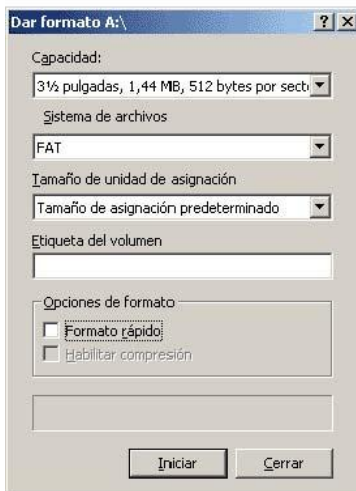 Dar formato A:\
Capacidad:
3½ pulgadas, 1,44 MB, 512 bytes por sect
Sistema de archivos
FAT
Tamaño de unidad de asignación
Tamaño de asignación predeterminado
Etiqueta del volumen
Opciones de formato
Formato rápido
Habilitar compresión
Iniciar Cerrar